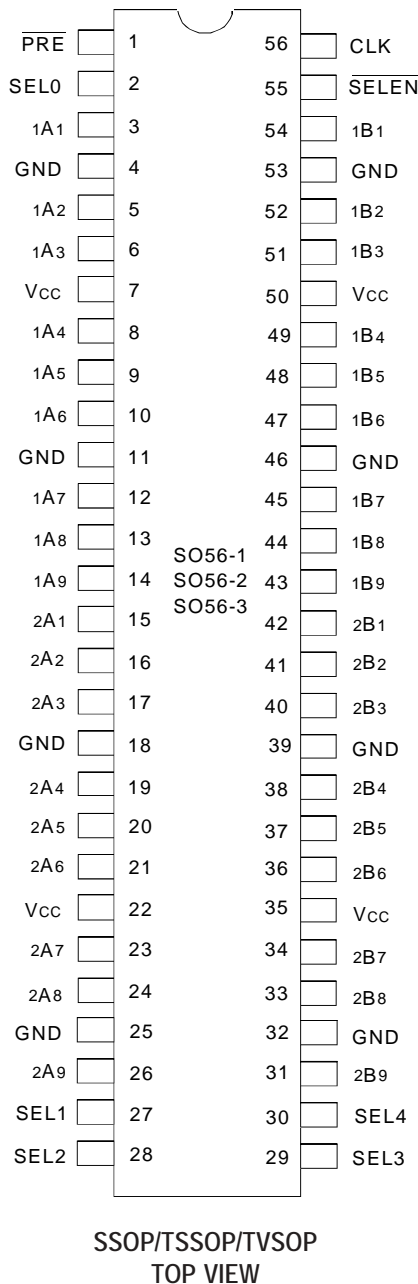 PRE 1 56 CLK
SEL0 2 55 SELEN
1A1 3 54 1B1
GND 4 53 GND
1A2 5 52 1B2
1A3 6 51 1B3
VCC 7 50 VCC
1A4 8 49 1B4
1A5 9 48 1B5
1A6 10 47 1B6
GND 11 46 GND
1A7 12 45 1B7
1A8 13 44 1B8
SO56-1
1A9 14 43 1B9
SO56-2
SO56-3
2A1 15 42 2B1
2A2 16 41 2B2
2A3 17 40 2B3
GND 18 39 GND
2A4 19 38 2B4
2A5 20 37 2B5
2A6 21 36 2B6
VCC 22 35 VCC
2A7 23 34 2B7
2A8 24 33 2B8
GND 25 32 GND
2A9 26 31 2B9
SEL1 27 30 SEL4
SEL2 28 29 SEL3
SSOP/TSSOP/TVSOP
TOP VIEW